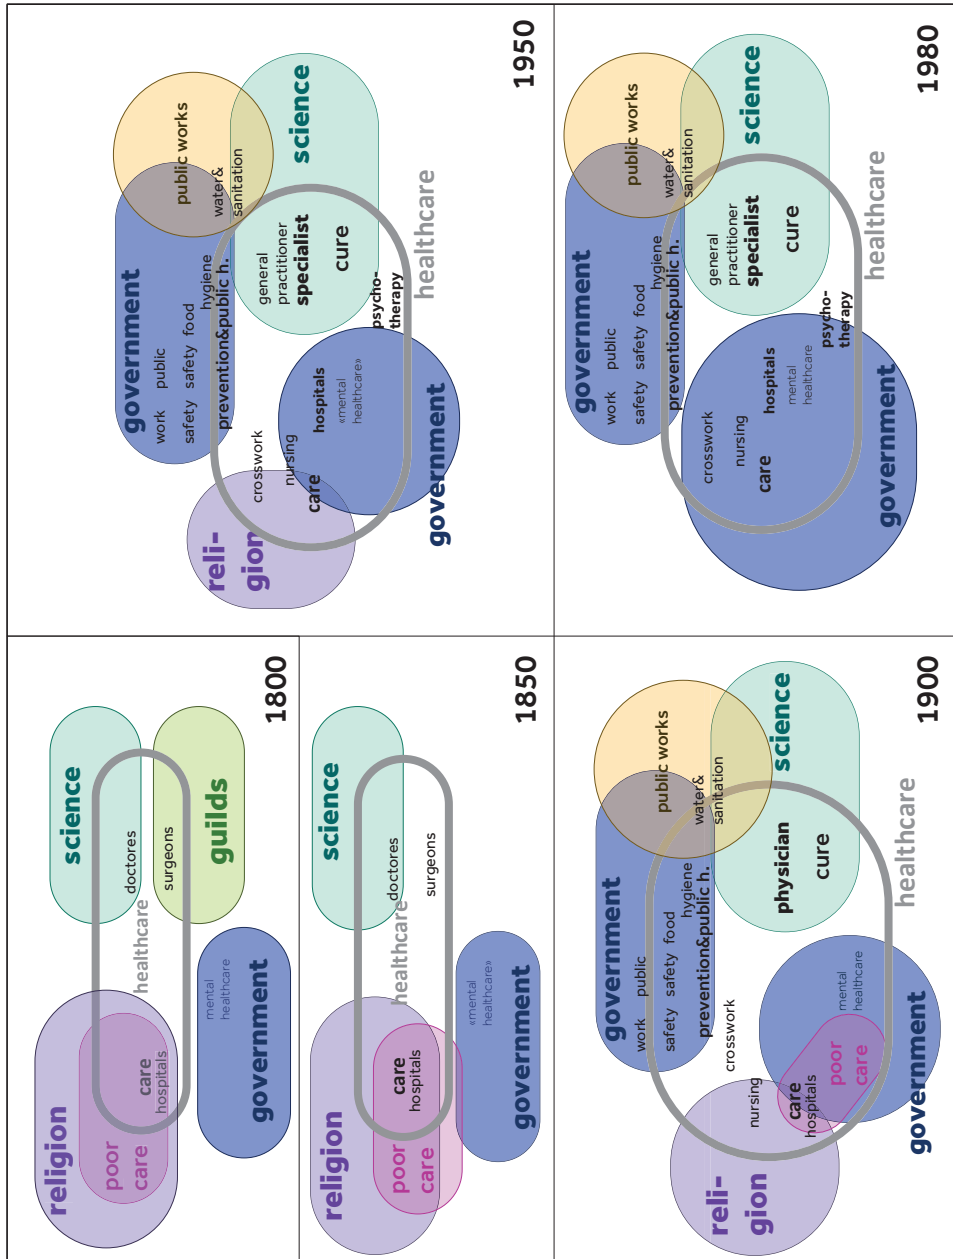 religion
poor
care
care
hospitals
science
doctores
healthcare
surgeons
guilds
mental
healthcare
government
1800
religion
poor
care
care
hospitals
science
doctores
healthcare
surgeons
«mental
healthcare»
government
1850
government
work public
safety safety food
hygiene
prevention&public h.
public works
water&
sanitation
crosswork
nursing
reli-
gion
care
hospitals
poor
care
mental
healthcare
government
physician
cure
science
healthcare
1900
government
work public
safety safety food
hygiene
prevention&public h.
public works
water&
sanitation
reli-
gion
crosswork
nursing
care
hospitals
«mental
healthcare»
government
general
practitioner
specialist
cure
science
psycho-
therapy
healthcare
1950
government
work public
safety safety food
hygiene
prevention&public h.
public works
water&
sanitation
crosswork
nursing
care
hospitals
mental
healthcare
government
general
practitioner
specialist
cure
science
psycho-
therapy
healthcare
1980